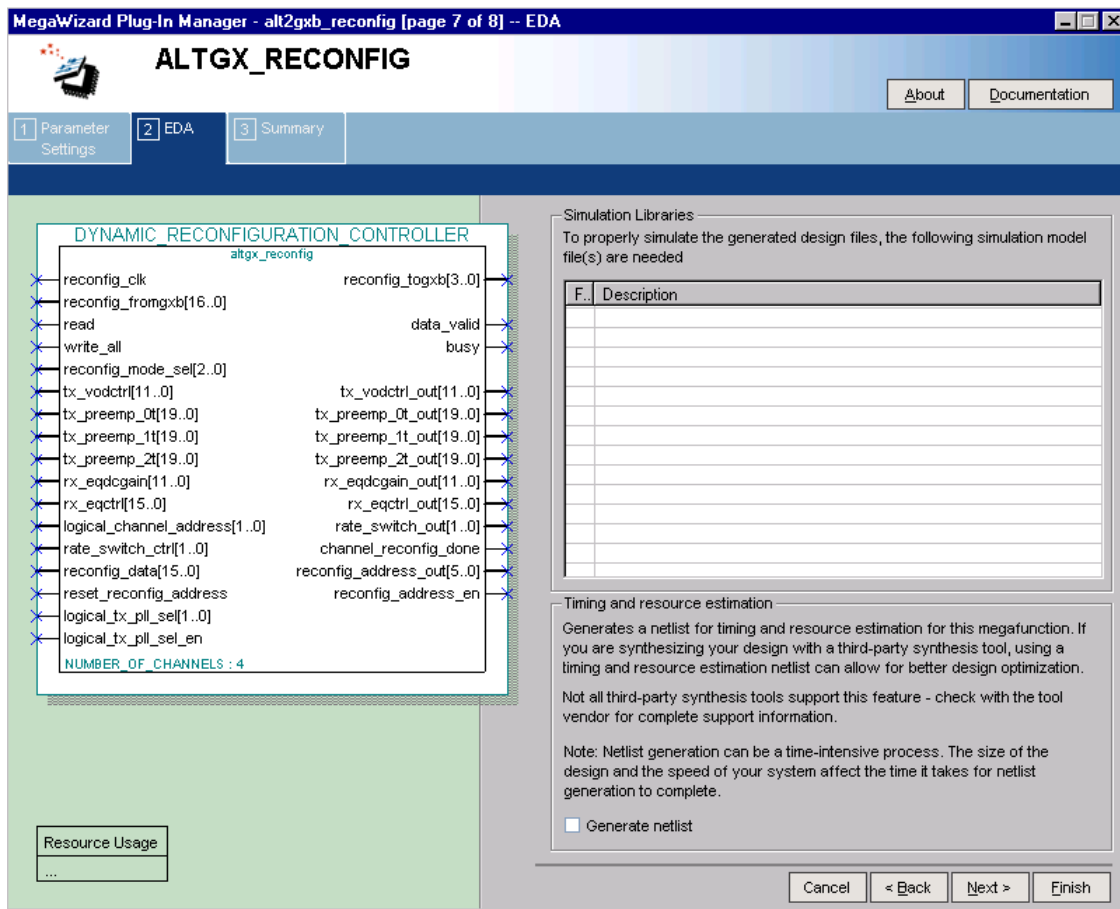 MegaWizard Plug-In Manager - alt2gxb_reconfig [page 7 of 8] -- EDA
ALTGX_RECONFIG
About
Documentation
1 Parameter Settings
2 EDA
3 Summary
DYNAMIC_RECONFIGURATION_CONTROLLER
altgx_reconfig
reconfig_clk reconfig_togxb[3..0]
reconfig_fromgxb[16..0]
read data_valid
write_all busy
reconfig_mode_sel[2..0]
tx_vodctrl[11..0] tx_vodctrl_out[11..0]
tx_preemp_0t[19..0] tx_preemp_0t_out[19..0]
tx_preemp_1t[19..0] tx_preemp_1t_out[19..0]
tx_preemp_2t[19..0] tx_preemp_2t_out[19..0]
rx_eqdcgain[11..0] rx_eqdcgain_out[11..0]
rx_eqctrl[15..0] rx_eqctrl_out[15..0]
logical_channel_address[1..0] rate_switch_out[1..0]
rate_switch_ctrl[1..0] channel_reconfig_done
reconfig_data[15..0] reconfig_address_out[5..0]
reset_reconfig_address reconfig_address_en
logical_tx_pll_sel[1..0]
logical_tx_pll_sel_en
NUMBER_OF_CHANNELS : 4
Resource Usage
...
Simulation Libraries
To properly simulate the generated design files, the following simulation model
file(s) are needed
F.. Description
Timing and resource estimation
Generates a netlist for timing and resource estimation for this megafunction. If
you are synthesizing your design with a third-party synthesis tool, using a
timing and resource estimation netlist can allow for better design optimization.
Not all third-party synthesis tools support this feature - check with the tool
vendor for complete support information.
Note: Netlist generation can be a time-intensive process. The size of the
design and the speed of your system affect the time it takes for netlist
generation to complete.
Generate netlist
Cancel
< Back
Next >
Finish